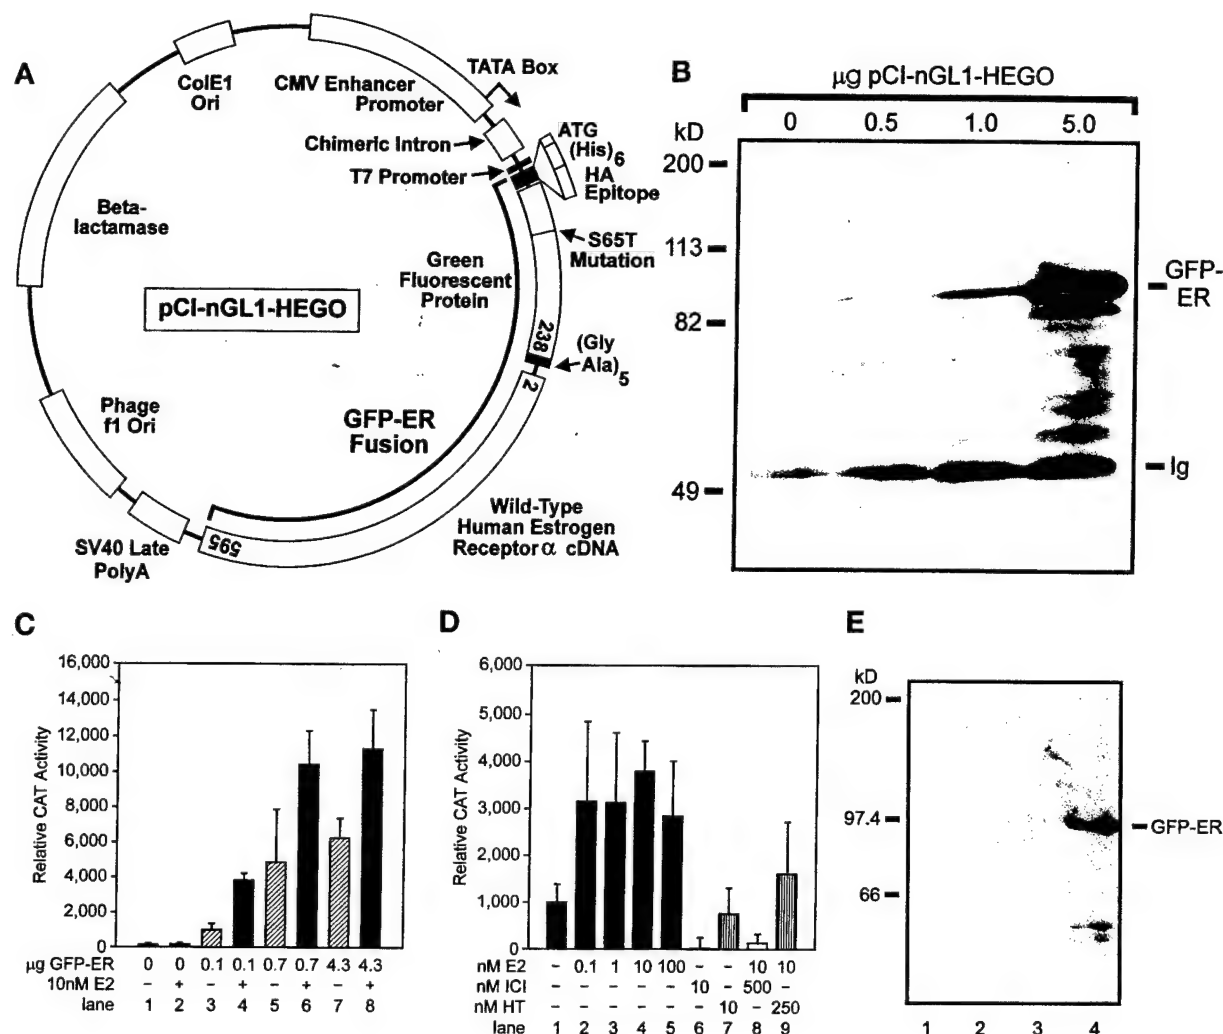 A
ColE1
Ori
CMV Enhancer
Promoter
TATA Box
Chimeric Intron
T7 Promoter
ATG
(His)6
HA
Epitope
S65T
Mutation
Beta-
lactamase
Green
Fluorescent
Protein
pCI-nGL1-HEGO
238
(Gly
Ala)5
2
Phage
f1 Ori
GFP-ER
Fusion
595
SV40 Late
PolyA
Wild-Type
Human Estrogen
Receptor α cDNA
B
μg pCI-nGL1-HEGO
kD 0 0.5 1.0 5.0
200
113
82
49
GFP-
ER
Ig
C
Relative CAT Activity
16,000
14,000
12,000
10,000
8,000
6,000
4,000
2,000
0
μg GFP-ER 0 0 0.1 0.1 0.7 0.7 4.3 4.3
10nM E2 – + – + – + – +
lane 1 2 3 4 5 6 7 8
D
Relative CAT Activity
6,000
5,000
4,000
3,000
2,000
1,000
0
nM E2 – 0.1 1 10 100 – – 10 10
nM ICI 10 500
nM HT 10 250
lane 1 2 3 4 5 6 7 8 9
E
kD
200
97.4
66
GFP-ER
1 2 3 4